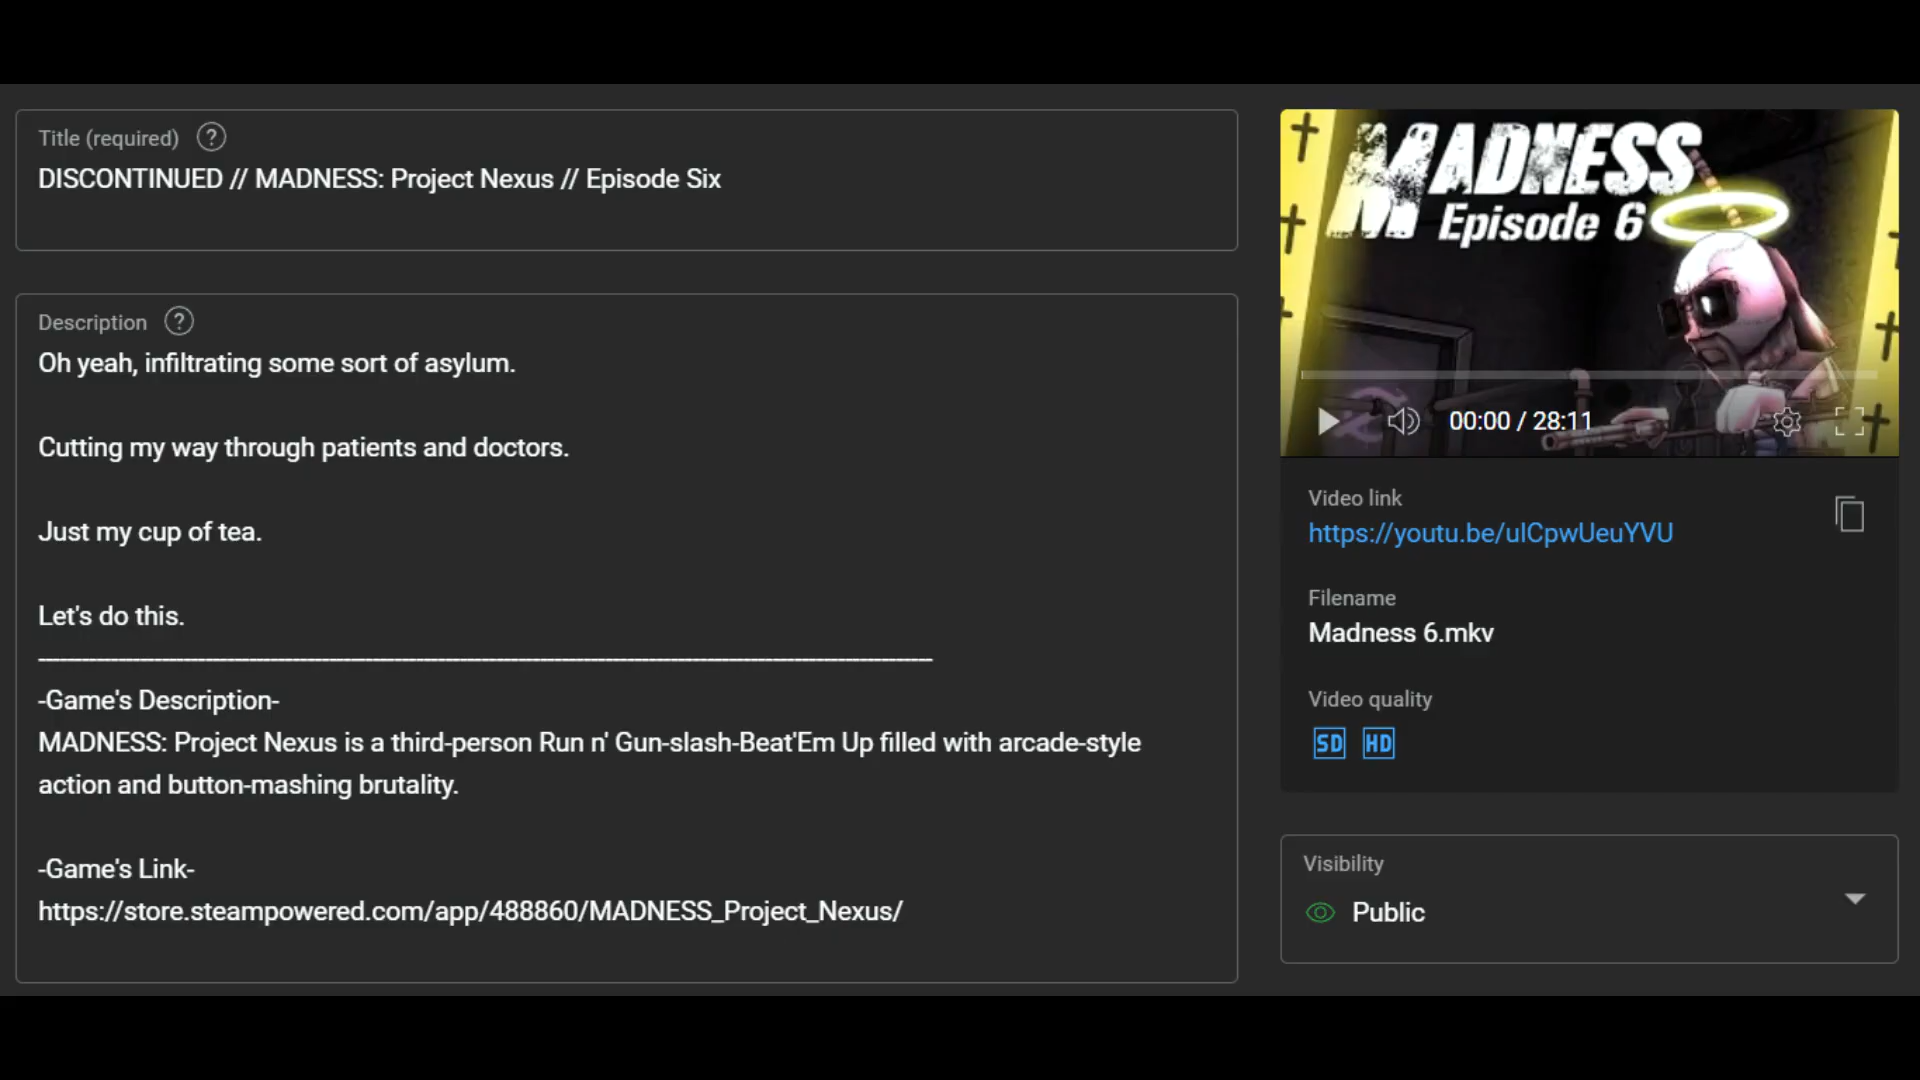 Title (required) ?
DISCONTINUED // MADNESS: Project Nexus // Episode Six
Description ?
Oh yeah, infiltrating some sort of asylum.
Cutting my way through patients and doctors.
Just my cup of tea.
Let's do this.
-Game's Description-
MADNESS: Project Nexus is a third-person Run n' Gun-slash-Beat'Em Up filled with arcade-style
action and button-mashing brutality.
-Game's Link-
https://store.steampowered.com/app/488860/MADNESS_Project_Nexus/
MADNESS
Episode 6
00:00 / 28:11
Video link
https://youtu.be/uICpwUeuYVU
Filename
Madness 6.mkv
Video quality
SD HD
Visibility
Public